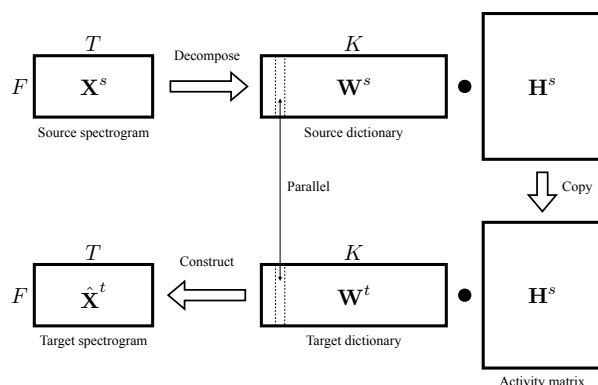 T
K
Decompose
F
X^s
W^s
H^s
Source spectrogram
Source dictionary
Parallel
Copy
T
K
Construct
F
X̂^t
W^t
H^s
Target spectrogram
Target dictionary
Activity matrix